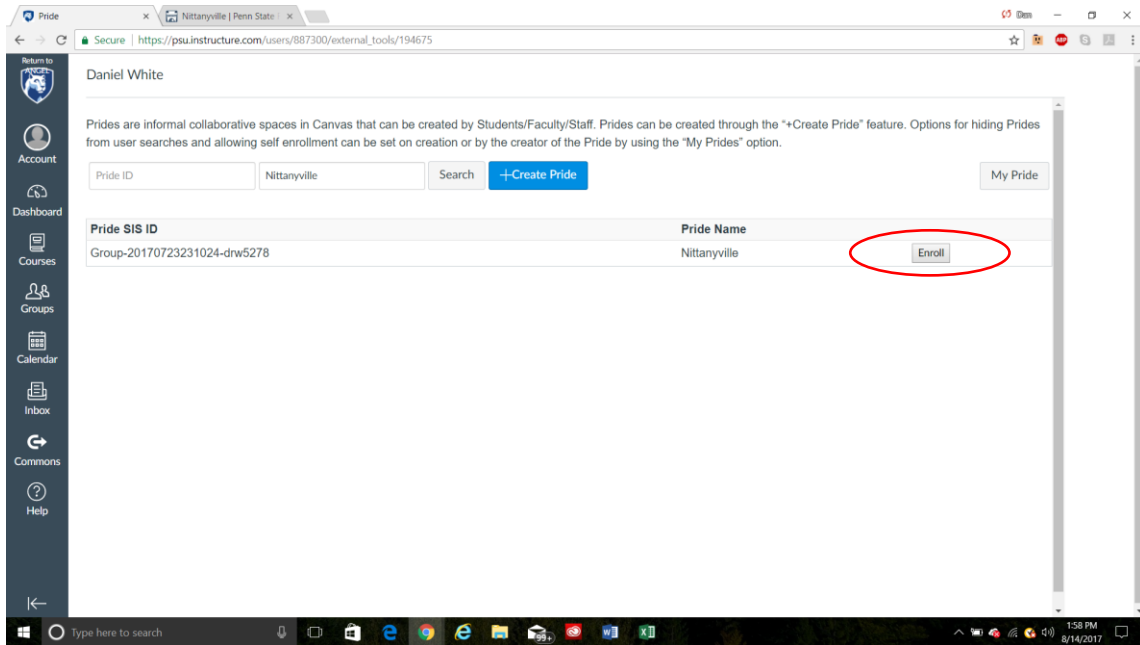 Pride
Nittanyville | Penn State
Secure | https://psu.instructure.com/users/887300/external_tools/194675
ABP
Return to
ANGEL
Daniel White
Prides are informal collaborative spaces in Canvas that can be created by Students/Faculty/Staff. Prides can be created through the “+Create Pride” feature. Options for hiding Prides
from user searches and allowing self enrollment can be set on creation or by the creator of the Pride by using the “My Prides” option.
Pride ID
Nittanyville
Search
+Create Pride
My Pride
Pride SIS ID
Pride Name
Group-20170723231024-drw5278
Nittanyville
Enroll
Account
Dashboard
Courses
Groups
Calendar
Inbox
Commons
Help
Type here to search
99+
1:58 PM
8/14/2017